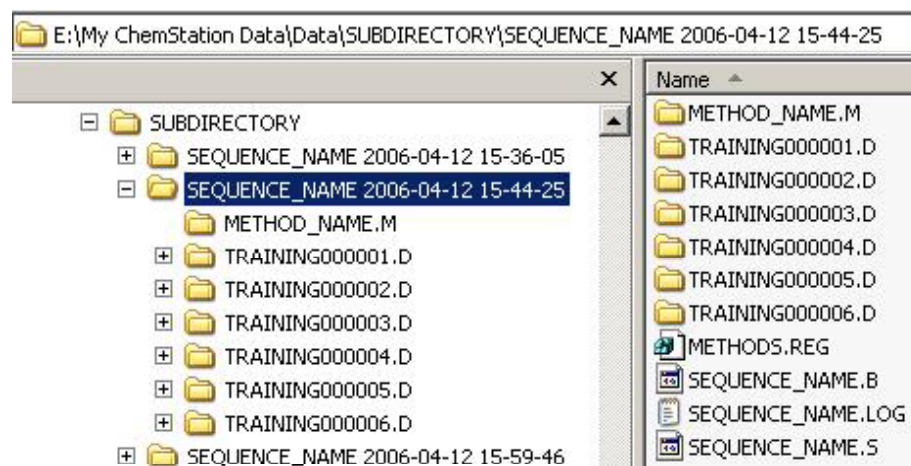 E:\My ChemStation Data\Data\SUBDIRECTORY\SEQUENCE_NAME 2006-04-12 15-44-25
SUBDIRECTORY
SEQUENCE_NAME 2006-04-12 15-36-05
SEQUENCE_NAME 2006-04-12 15-44-25
METHOD_NAME.M
TRAINING000001.D
TRAINING000002.D
TRAINING000003.D
TRAINING000004.D
TRAINING000005.D
TRAINING000006.D
SEQUENCE_NAME 2006-04-12 15-59-46
Name
METHOD_NAME.M
TRAINING000001.D
TRAINING000002.D
TRAINING000003.D
TRAINING000004.D
TRAINING000005.D
TRAINING000006.D
METHODS.REG
SEQUENCE_NAME.B
SEQUENCE_NAME.LOG
SEQUENCE_NAME.S